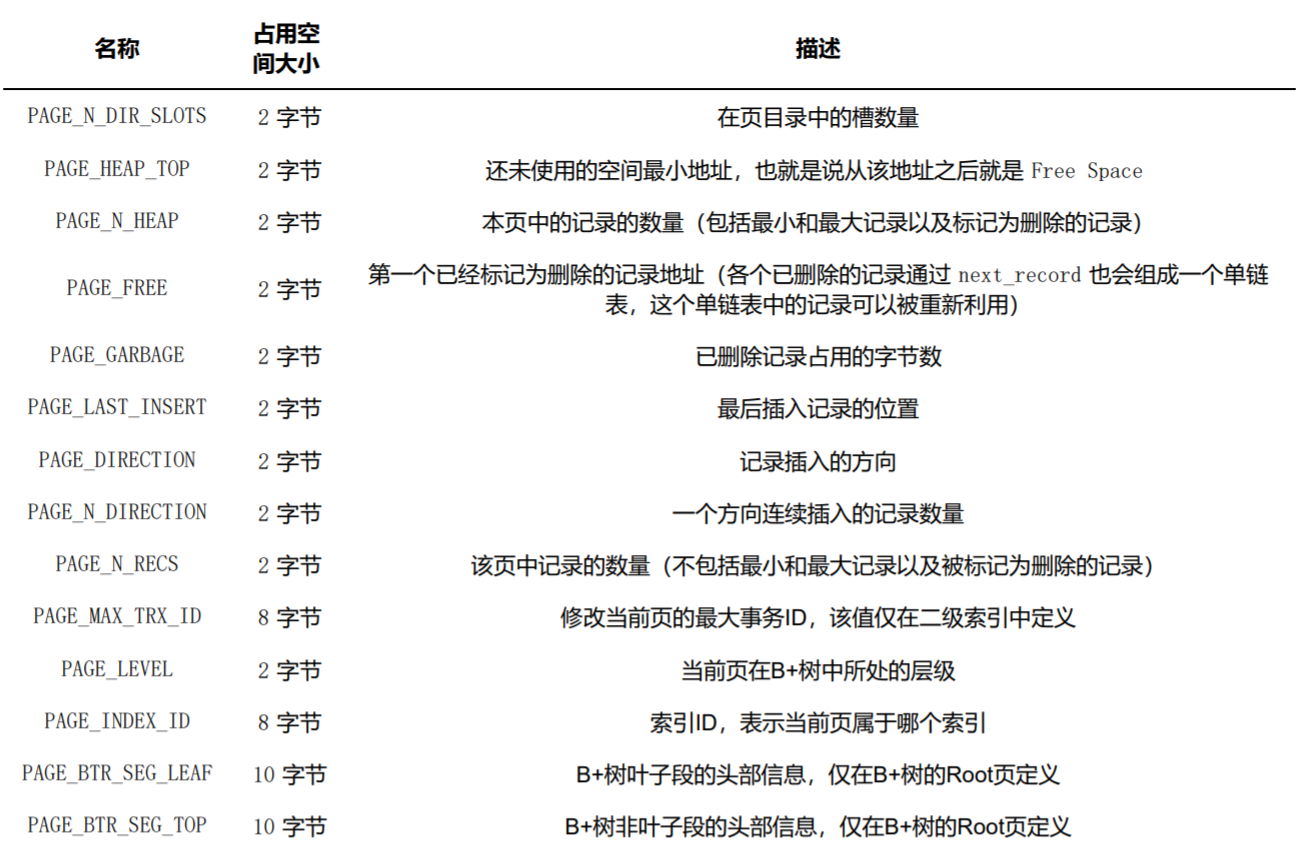 名称 占用空间大小 描述
PAGE_N_DIR_SLOTS 2 字节 在页目录中的槽数量
PAGE_HEAP_TOP 2 字节 还未使用的空间最小地址，也就是说从该地址之后就是 Free Space
PAGE_N_HEAP 2 字节 本页中的记录的数量（包括最小和最大记录以及标记为删除的记录）
PAGE_FREE 2 字节 第一个已经标记为删除的记录地址（各个已删除的记录通过 next_record 也会组成一个单链
表，这个单链表中的记录可以被重新利用）
PAGE_GARBAGE 2 字节 已删除记录占用的字节数
PAGE_LAST_INSERT 2 字节 最后插入记录的位置
PAGE_DIRECTION 2 字节 记录插入的方向
PAGE_N_DIRECTION 2 字节 一个方向连续插入的记录数量
PAGE_N_RECS 2 字节 该页中记录的数量（不包括最小和最大记录以及被标记为删除的记录）
PAGE_MAX_TRX_ID 8 字节 修改当前页的最大事务ID，该值仅在二级索引中定义
PAGE_LEVEL 2 字节 当前页在B+树中所处的层级
PAGE_INDEX_ID 8 字节 索引ID，表示当前页属于哪个索引
PAGE_BTR_SEG_LEAF 10 字节 B+树叶子段的头部信息，仅在B+树的Root页定义
PAGE_BTR_SEG_TOP 10 字节 B+树非叶子段的头部信息，仅在B+树的Root页定义